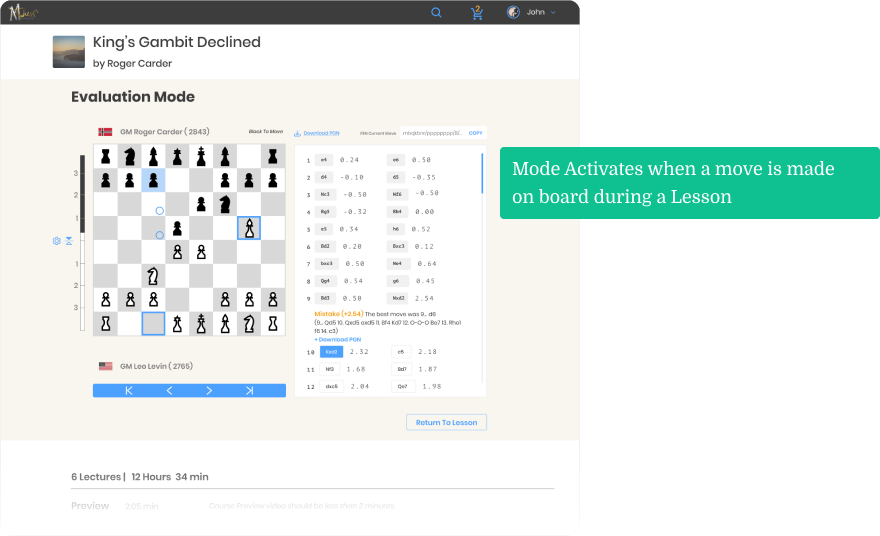 2
John
King's Gambit Declined
by Roger Carder
Evaluation Mode
GM Roger Carder ( 2843)
Back To Move
Download PGN
FEN Current Move
COPY
3
2
1
1
2
3
1 e4 0.24 e6 0.50
2 d4 -0.10 d5 -0.35
3 Nc3 -0.50 Nf6 -0.50
4 Bg5 -0.32 Bb4 0.00
5 e5 0.34 h6 0.52
6 Bd2 0.20 Bxc3 0.12
7 bxc3 0.50 Ne4 0.64
8 Qg4 0.54 g6 0.45
9 Bd3 0.50 Nxd2 2.54
Mistake (+2.54) The best move was 9... d6
(9... Qd5 10. Qxd5 axd5 11. Bf4 Kd7 12. O-O-O Be7 13. Rhe1
f6 14. c3)
+ Download PGN
10 Kxd2 2.32 c5 2.18
11 Nf3 1.68 Bd7 1.87
12 dxc5 2.04 Qe7 1.98
GM Leo Levin ( 2765)
Return To Lesson
Mode Activates when a move is made
on board during a Lesson
6 Lectures | 12 Hours 34 min
Preview 2:05 min Course Preview video should be less than 2 minutes.